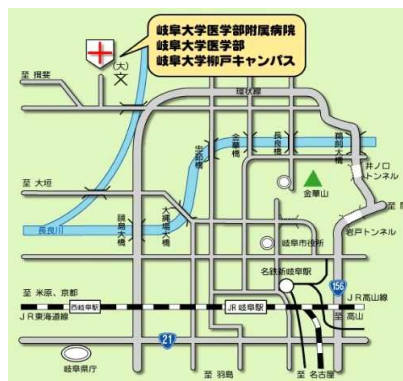 岐阜大学医学部附属病院
岐阜大学医学部
岐阜大学柳戸キャンパス
(大)
文
至 揖斐
環状線
忠節橋
金華橋
長良橋
鵜飼大橋
井ノ口
トンネル
至 大垣
金華山
至 関
長良川
鏡島大橋
大縄場大橋
岩戸トンネル
岐阜市役所
名鉄新岐阜駅
156
至 米原、京都
JR高山線
西岐阜駅
JR岐阜駅
JR東海道線
至 高山
21
岐阜県庁
至 羽島
至 名古屋